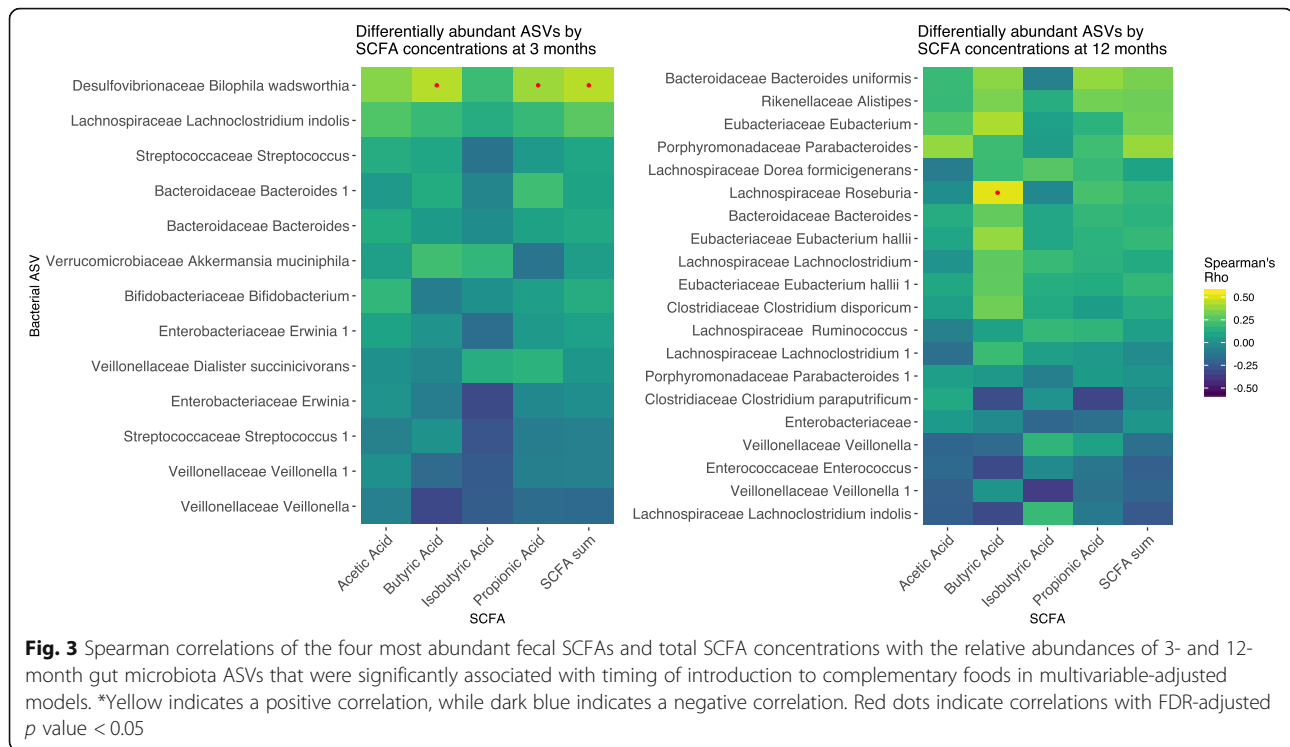 Differentially abundant ASVs by
SCFA concentrations at 3 months
Bacterial ASV
Desulfovibrionaceae Bilophila wadsworthia
Lachnospiraceae Lachnoclostridium indolis
Streptococcaceae Streptococcus
Bacteroidaceae Bacteroides 1
Bacteroidaceae Bacteroides
Verrucomicrobiaceae Akkermansia muciniphila
Bifidobacteriaceae Bifidobacterium
Enterobacteriaceae Erwinia 1
Veillonellaceae Dialister succinicivorans
Enterobacteriaceae Erwinia
Streptococcaceae Streptococcus 1
Veillonellaceae Veillonella 1
Veillonellaceae Veillonella
Acetic Acid
Butyric Acid
Isobutyric Acid
Propionic Acid
SCFA sum
SCFA
Differentially abundant ASVs by
SCFA concentrations at 12 months
Bacteroidaceae Bacteroides uniformis
Rikenellaceae Alistipes
Eubacteriaceae Eubacterium
Porphyromonadaceae Parabacteroides
Lachnospiraceae Dorea formicigenerans
Lachnospiraceae Roseburia
Bacteroidaceae Bacteroides
Eubacteriaceae Eubacterium hallii
Lachnospiraceae Lachnoclostridium
Eubacteriaceae Eubacterium hallii 1
Clostridiaceae Clostridium disporicum
Lachnospiraceae Ruminococcus
Lachnospiraceae Lachnoclostridium 1
Porphyromonadaceae Parabacteroides 1
Clostridiaceae Clostridium paraputrificum
Enterobacteriaceae
Veillonellaceae Veillonella
Enterococcaceae Enterococcus
Veillonellaceae Veillonella 1
Lachnospiraceae Lachnoclostridium indolis
Acetic Acid
Butyric Acid
Isobutyric Acid
Propionic Acid
SCFA sum
SCFA
Spearman's
Rho
0.50
0.25
0.00
-0.25
-0.50
Fig. 3 Spearman correlations of the four most abundant fecal SCFAs and total SCFA concentrations with the relative abundances of 3- and 12-
month gut microbiota ASVs that were significantly associated with timing of introduction to complementary foods in multivariable-adjusted
models. *Yellow indicates a positive correlation, while dark blue indicates a negative correlation. Red dots indicate correlations with FDR-adjusted
p value < 0.05